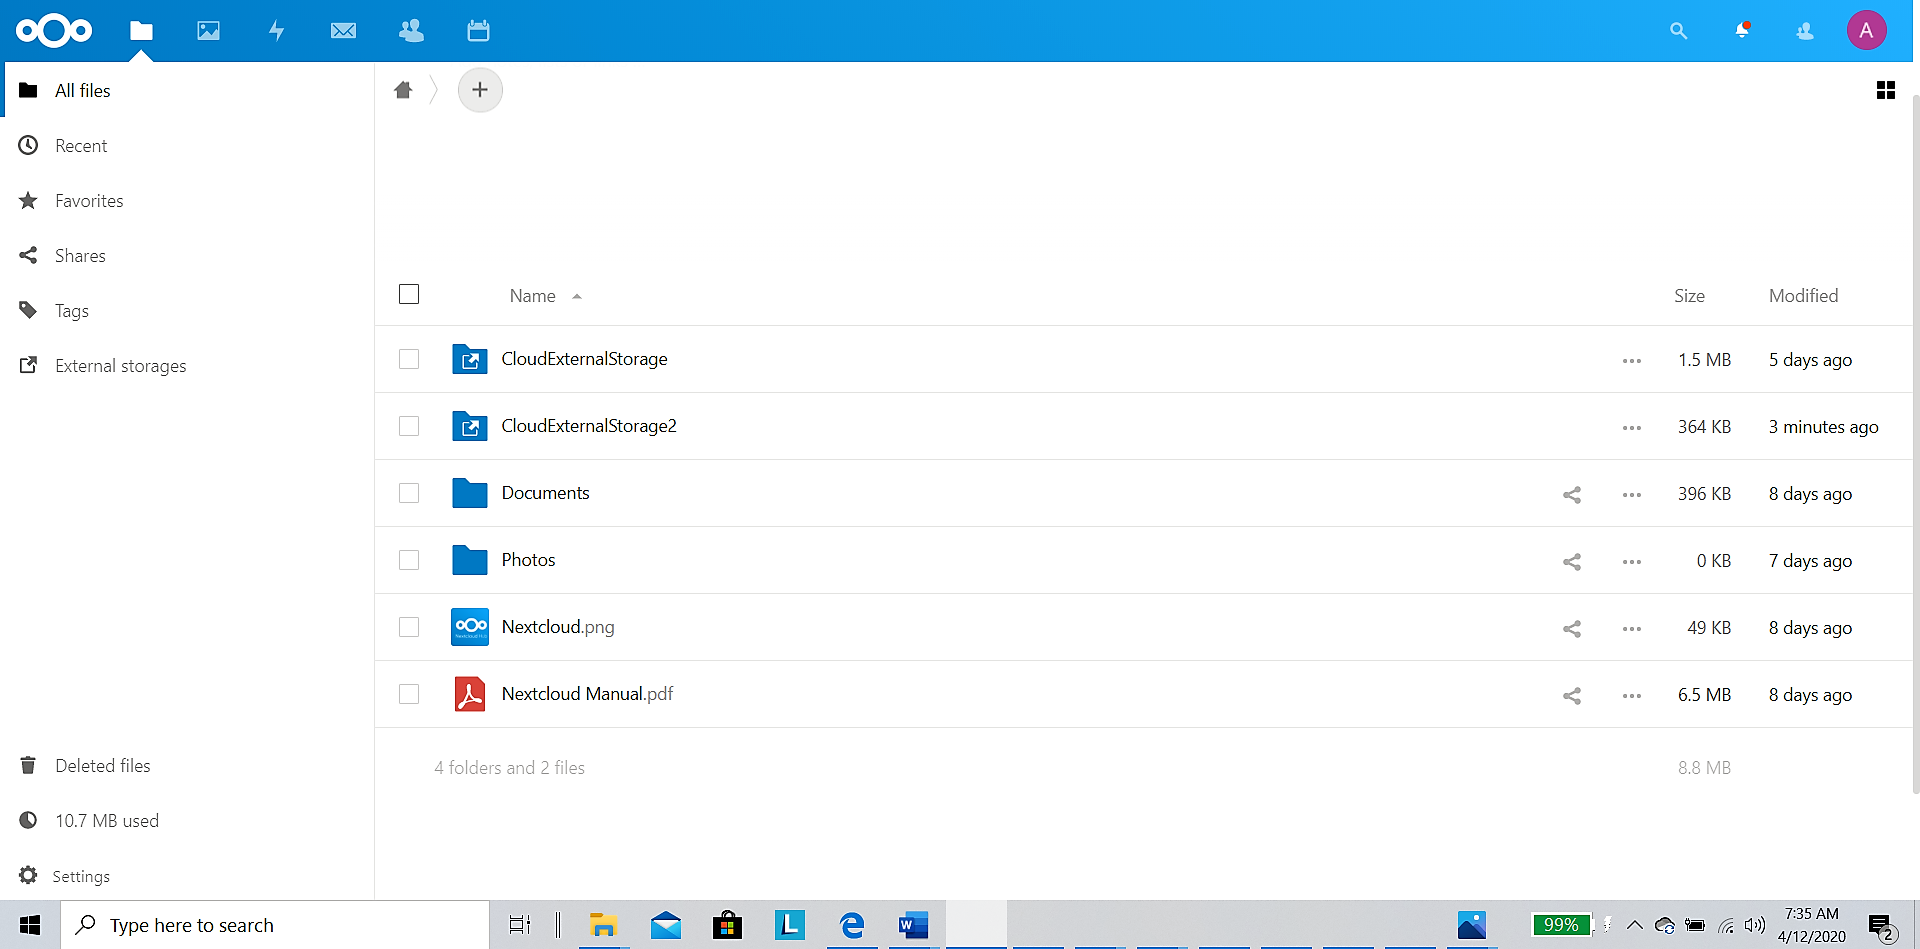 A
All files
Recent
Favorites
Shares
Tags
External storages
Deleted files
10.7 MB used
Settings
+
Name Size Modified
CloudExternalStorage 1.5 MB 5 days ago
CloudExternalStorage2 364 KB 3 minutes ago
Documents 396 KB 8 days ago
Photos 0 KB 7 days ago
Nextcloud.png 49 KB 8 days ago
Nextcloud Manual.pdf 6.5 MB 8 days ago
4 folders and 2 files 8.8 MB
Type here to search
L
W
99%
7:35 AM
4/12/2020
2